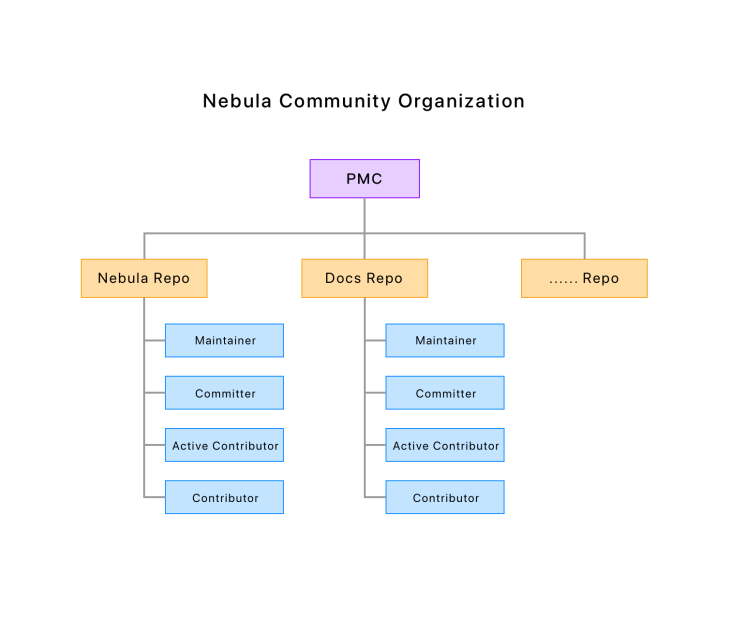 Nebula Community Organization
PMC
Nebula Repo
Docs Repo
...... Repo
Maintainer
Maintainer
Committer
Committer
Active Contributor
Active Contributor
Contributor
Contributor